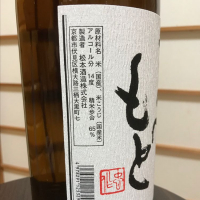 原材料名 米（国産）、米こうじ（国産米）
アルコール分 14度 精米歩合 65%
製造者 松本酒造株式会社
京都市伏見区横大路三栖大黒町七
もと